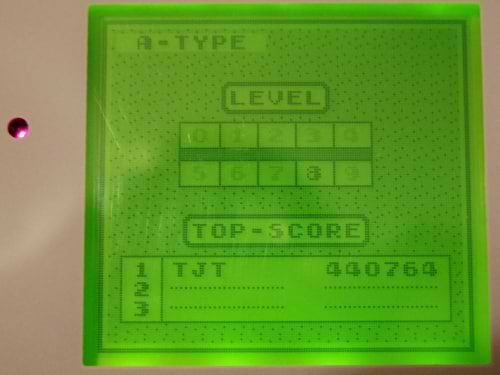 A-TYPE
LEVEL
0 1 2 3 4
5 6 7 8 9
TOP-SCORE
1 TJT 440764
2
3